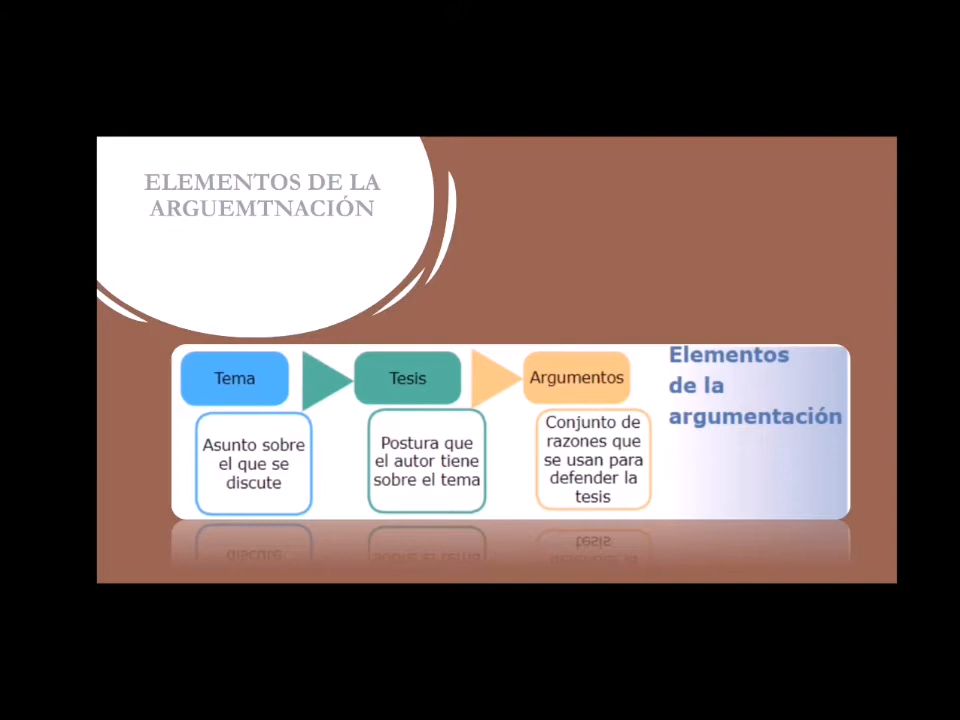 ELEMENTOS DE LA
ARGUEMTNACIÓN
Tema
Tesis
Argumentos
Elementos
de la
argumentación
Asunto sobre
el que se
discute
Postura que
el autor tiene
sobre el tema
Conjunto de
razones que
se usan para
defender la
tesis